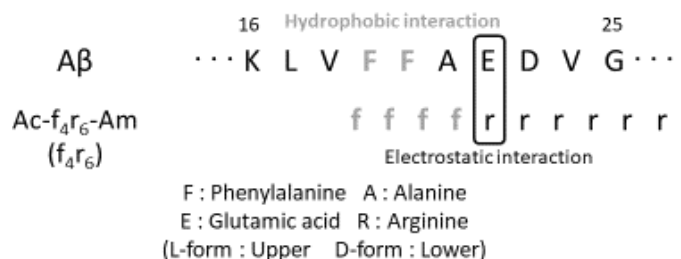 16 Hydrophobic interaction 25
Aβ ··· K L V F F A E D V G ···
Ac-f₄r₆-Am f f f f r r r r r r
(f₄r₆)
Electrostatic interaction
F : Phenylalanine A : Alanine
E : Glutamic acid R : Arginine
(L-form : Upper D-form : Lower)